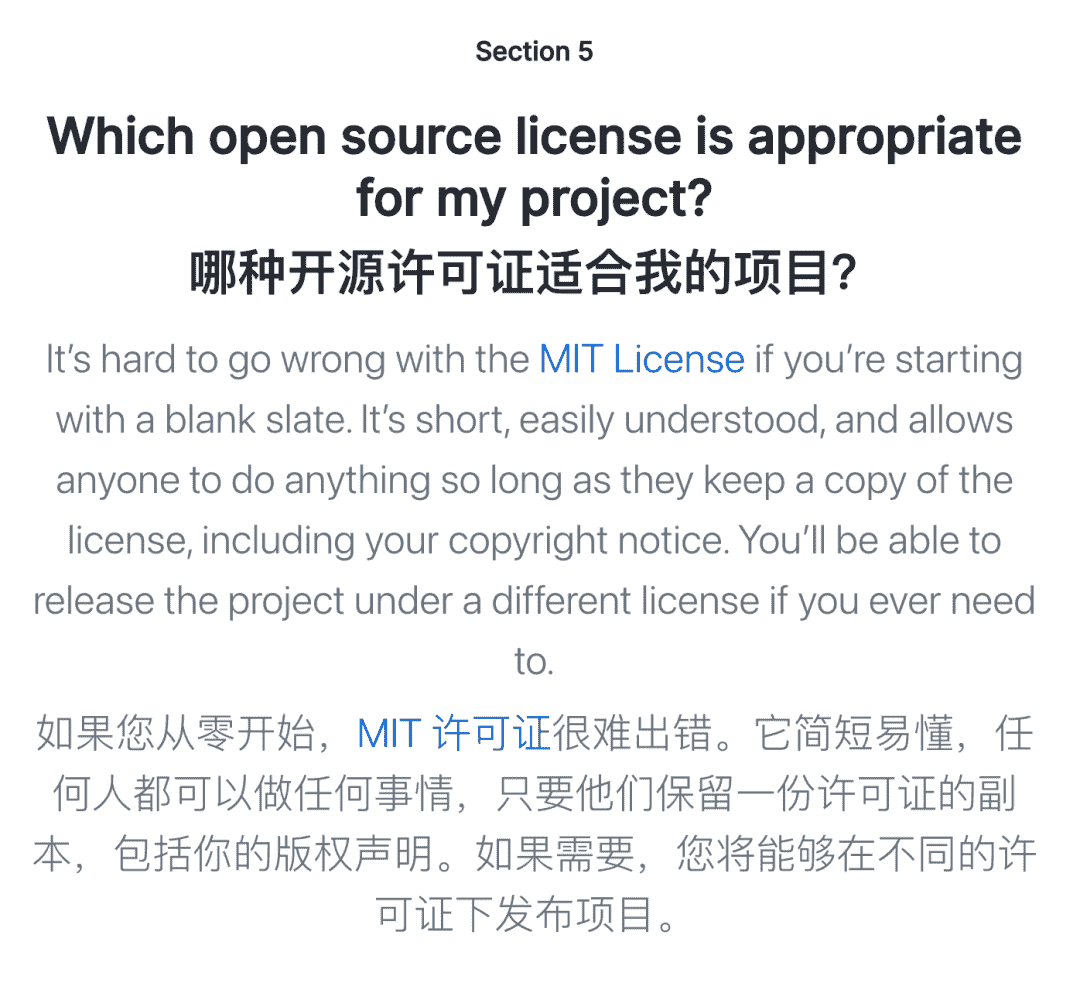 Section 5
Which open source license is appropriate
for my project?
哪种开源许可证适合我的项目?
It’s hard to go wrong with the MIT License if you’re starting
with a blank slate. It’s short, easily understood, and allows
anyone to do anything so long as they keep a copy of the
license, including your copyright notice. You’ll be able to
release the project under a different license if you ever need
to.
如果您从零开始，MIT 许可证很难出错。它简短易懂，任
何人都可以做任何事情，只要他们保留一份许可证的副
本，包括你的版权声明。如果需要，您将能够在不同的许
可证下发布项目。